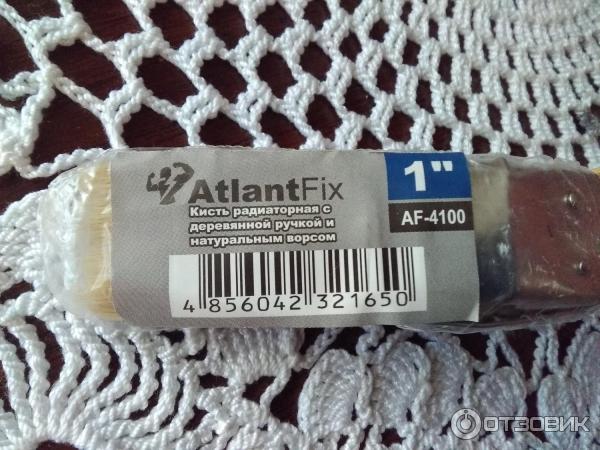 AtlantFix
Кисть радиаторная с
деревянной ручкой и
натуральным ворсом
1"
AF-4100
4 856042 321650
ОТЗОВИК